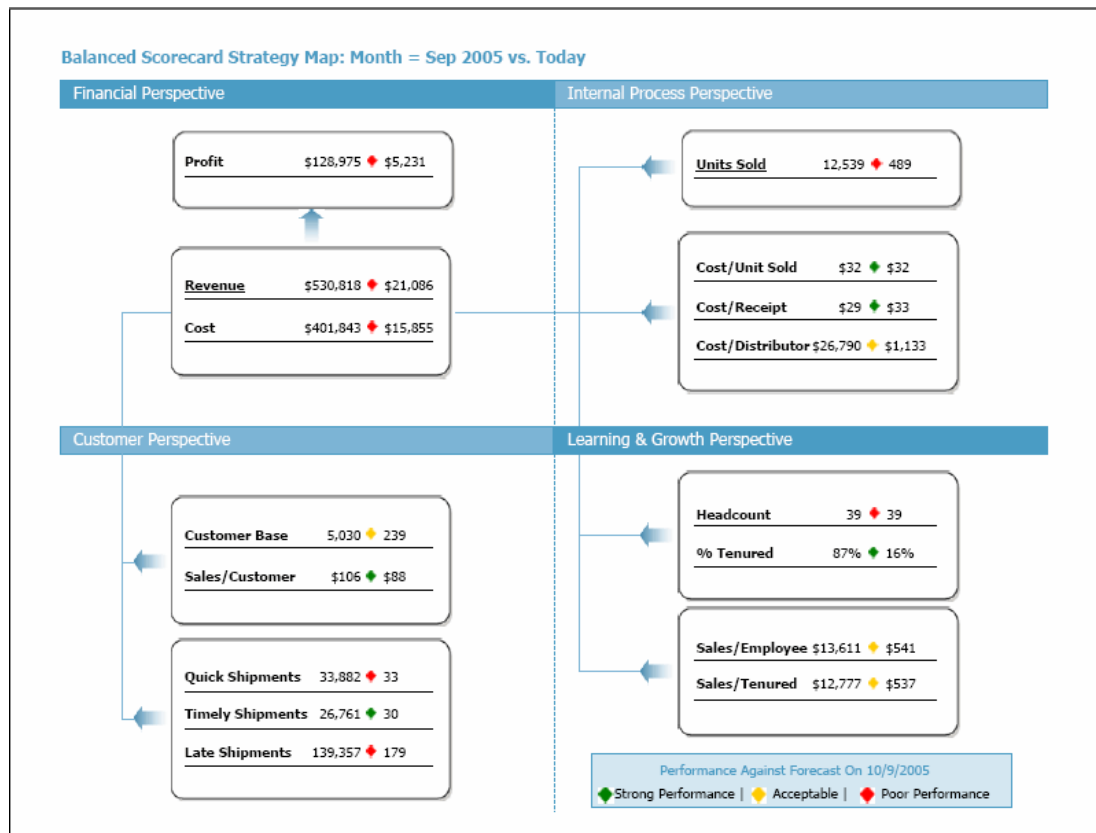 Balanced Scorecard Strategy Map: Month = Sep 2005 vs. Today
Financial Perspective
Profit $128,975 $5,231
Revenue $530,818 $21,086
Cost $401,843 $15,855
Internal Process Perspective
Units Sold 12,539 489
Cost/Unit Sold $32 $32
Cost/Receipt $29 $33
Cost/Distributor $26,790 $1,133
Customer Perspective
Customer Base 5,030 239
Sales/Customer $106 $88
Quick Shipments 33,882 33
Timely Shipments 26,761 30
Late Shipments 139,357 179
Learning & Growth Perspective
Headcount 39 39
% Tenured 87% 16%
Sales/Employee $13,611 $541
Sales/Tenured $12,777 $537
Performance Against Forecast On 10/9/2005
Strong Performance | Acceptable | Poor Performance